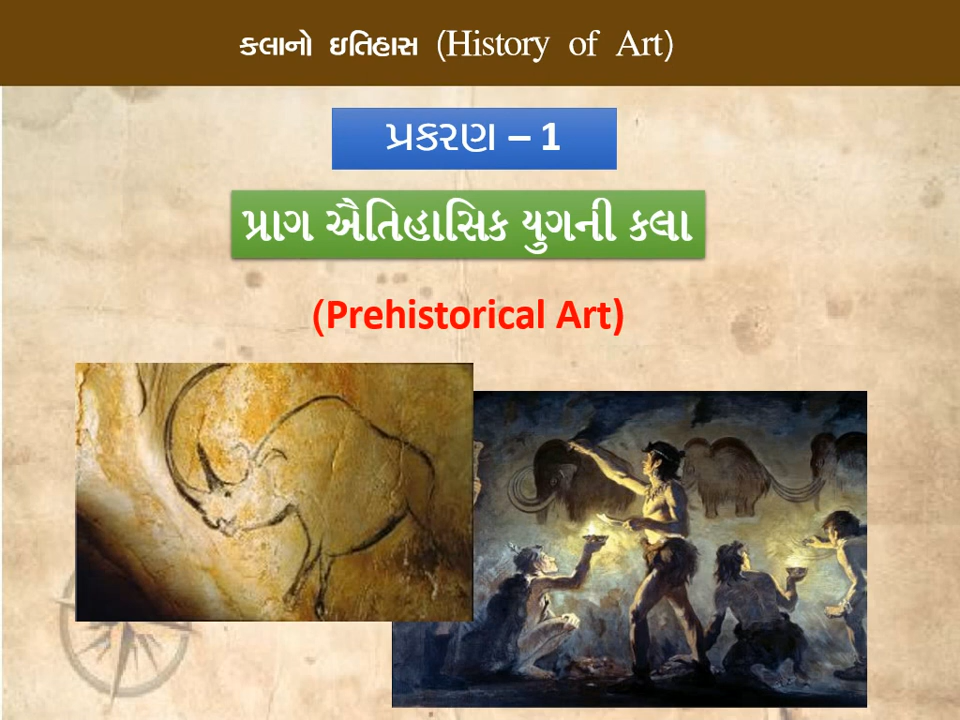 કલાનો ઇતિહાસ (History of Art)
પ્રકરણ – 1
પ્રાગ ઐતિહાસિક યુગની કલા
(Prehistorical Art)